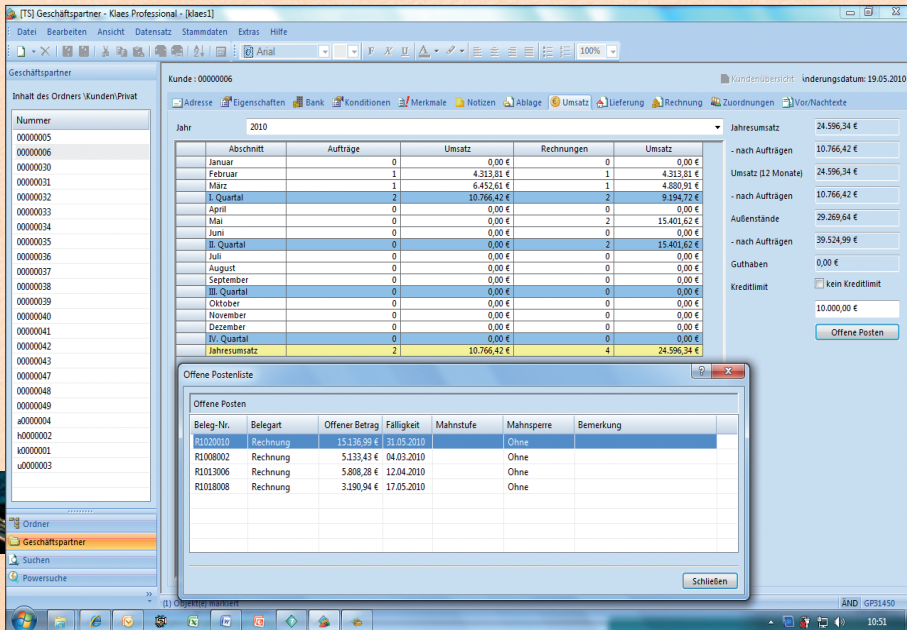 [TS] Geschäftspartner - Klaes Professional - [klaes1]
Datei Bearbeiten Ansicht Datensatz Stammdaten Extras Hilfe
Arial F K U 100%
Geschäftspartner
Inhalt des Ordners \Kunden\Privat
Nummer
00000005
00000006
00000030
00000031
00000032
00000033
00000034
00000035
00000036
00000037
00000038
00000039
00000040
00000041
00000042
00000043
00000047
00000048
00000049
a0000004
h0000002
k0000001
u0000003
Ordner
Geschäftspartner
Suchen
Powersuche
Kunde : 00000006 Kundenübersicht Änderungsdatum: 19.05.2010
Adresse Eigenschaften Bank Konditionen Merkmale Notizen Ablage Umsatz Lieferung Rechnung Zuordnungen Vor/Nachtexte
Jahr 2010
Abschnitt Aufträge Umsatz Rechnungen Umsatz
Januar 0 0,00 € 0 0,00 €
Februar 1 4.313,81 € 1 4.313,81 €
März 1 6.452,61 € 1 4.880,91 €
I. Quartal 2 10.766,42 € 2 9.194,72 €
April 0 0,00 € 0 0,00 €
Mai 0 0,00 € 2 15.401,62 €
Juni 0 0,00 € 0 0,00 €
II. Quartal 0 0,00 € 2 15.401,62 €
Juli 0 0,00 € 0 0,00 €
August 0 0,00 € 0 0,00 €
September 0 0,00 € 0 0,00 €
III. Quartal 0 0,00 € 0 0,00 €
Oktober 0 0,00 € 0 0,00 €
November 0 0,00 € 0 0,00 €
Dezember 0 0,00 € 0 0,00 €
IV. Quartal 0 0,00 € 0 0,00 €
Jahresumsatz 2 10.766,42 € 4 24.596,34 €
Jahresumsatz 24.596,34 €
- nach Aufträgen 10.766,42 €
Umsatz (12 Monate) 24.596,34 €
- nach Aufträgen 10.766,42 €
Außenstände 29.269,64 €
- nach Aufträgen 39.524,99 €
Guthaben 0,00 €
Kreditlimit kein Kreditlimit
10.000,00 €
Offene Posten
Offene Postenliste
Offene Posten
Beleg-Nr. Belegart Offener Betrag Fälligkeit Mahnstufe Mahnsperre Bemerkung
R1020010 Rechnung 15.136,99 € 31.05.2010 Ohne
R1008002 Rechnung 5.133,43 € 04.03.2010 Ohne
R1013006 Rechnung 5.808,28 € 12.04.2010 Ohne
R1018008 Rechnung 3.190,94 € 17.05.2010 Ohne
Schließen
(1) Objekt(e) markiert ÄND GP31450
10:51